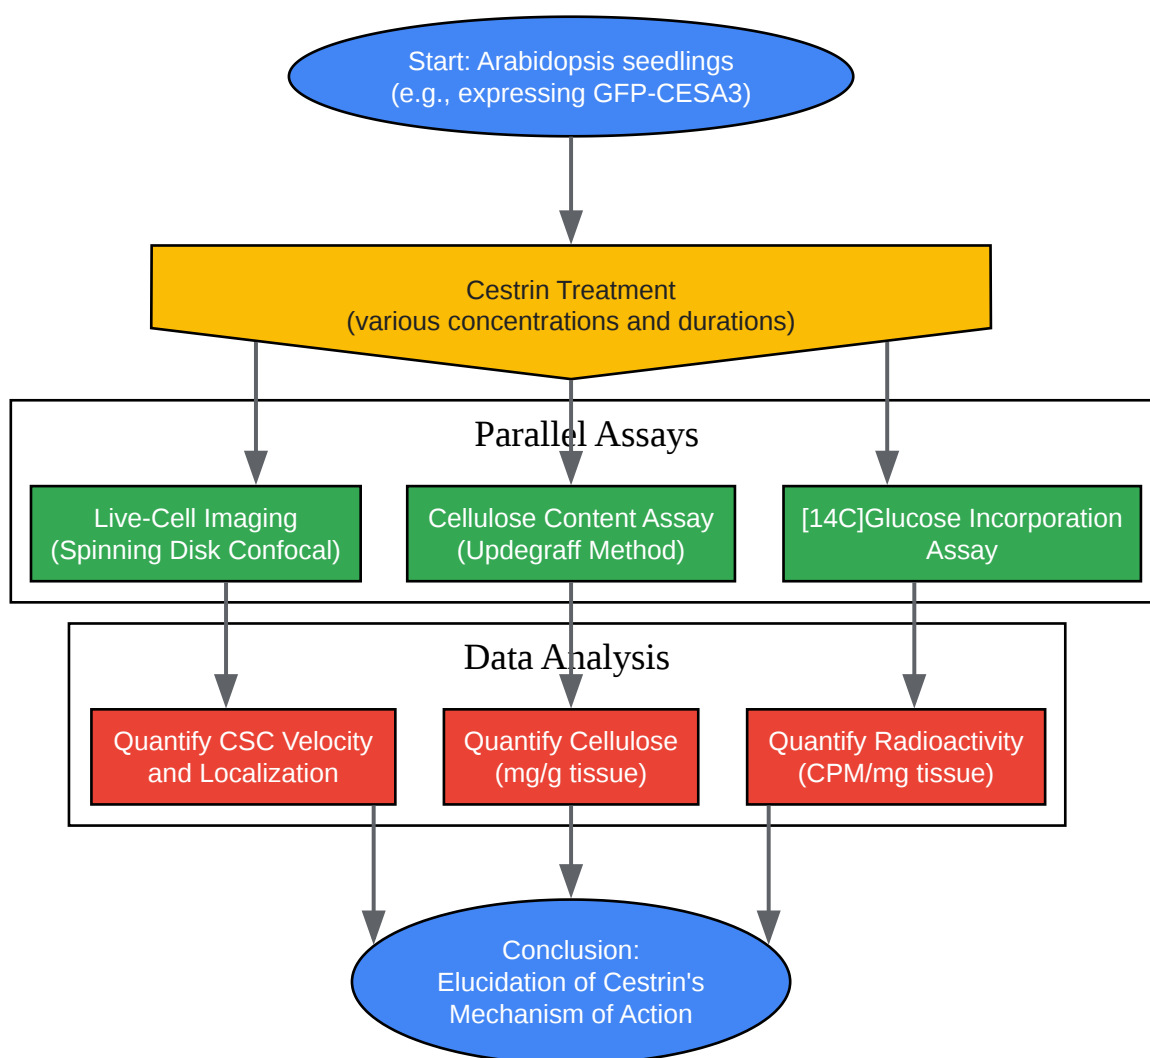 Start: Arabidopsis seedlings
(e.g., expressing GFP-CESA3)
Cestrin Treatment
(various concentrations and durations)
Parallel Assays
Live-Cell Imaging
(Spinning Disk Confocal)
Cellulose Content Assay
(Updegraff Method)
[14C]Glucose Incorporation
Assay
Data Analysis
Quantify CSC Velocity
and Localization
Quantify Cellulose
(mg/g tissue)
Quantify Radioactivity
(CPM/mg tissue)
Conclusion:
Elucidation of Cestrin's
Mechanism of Action